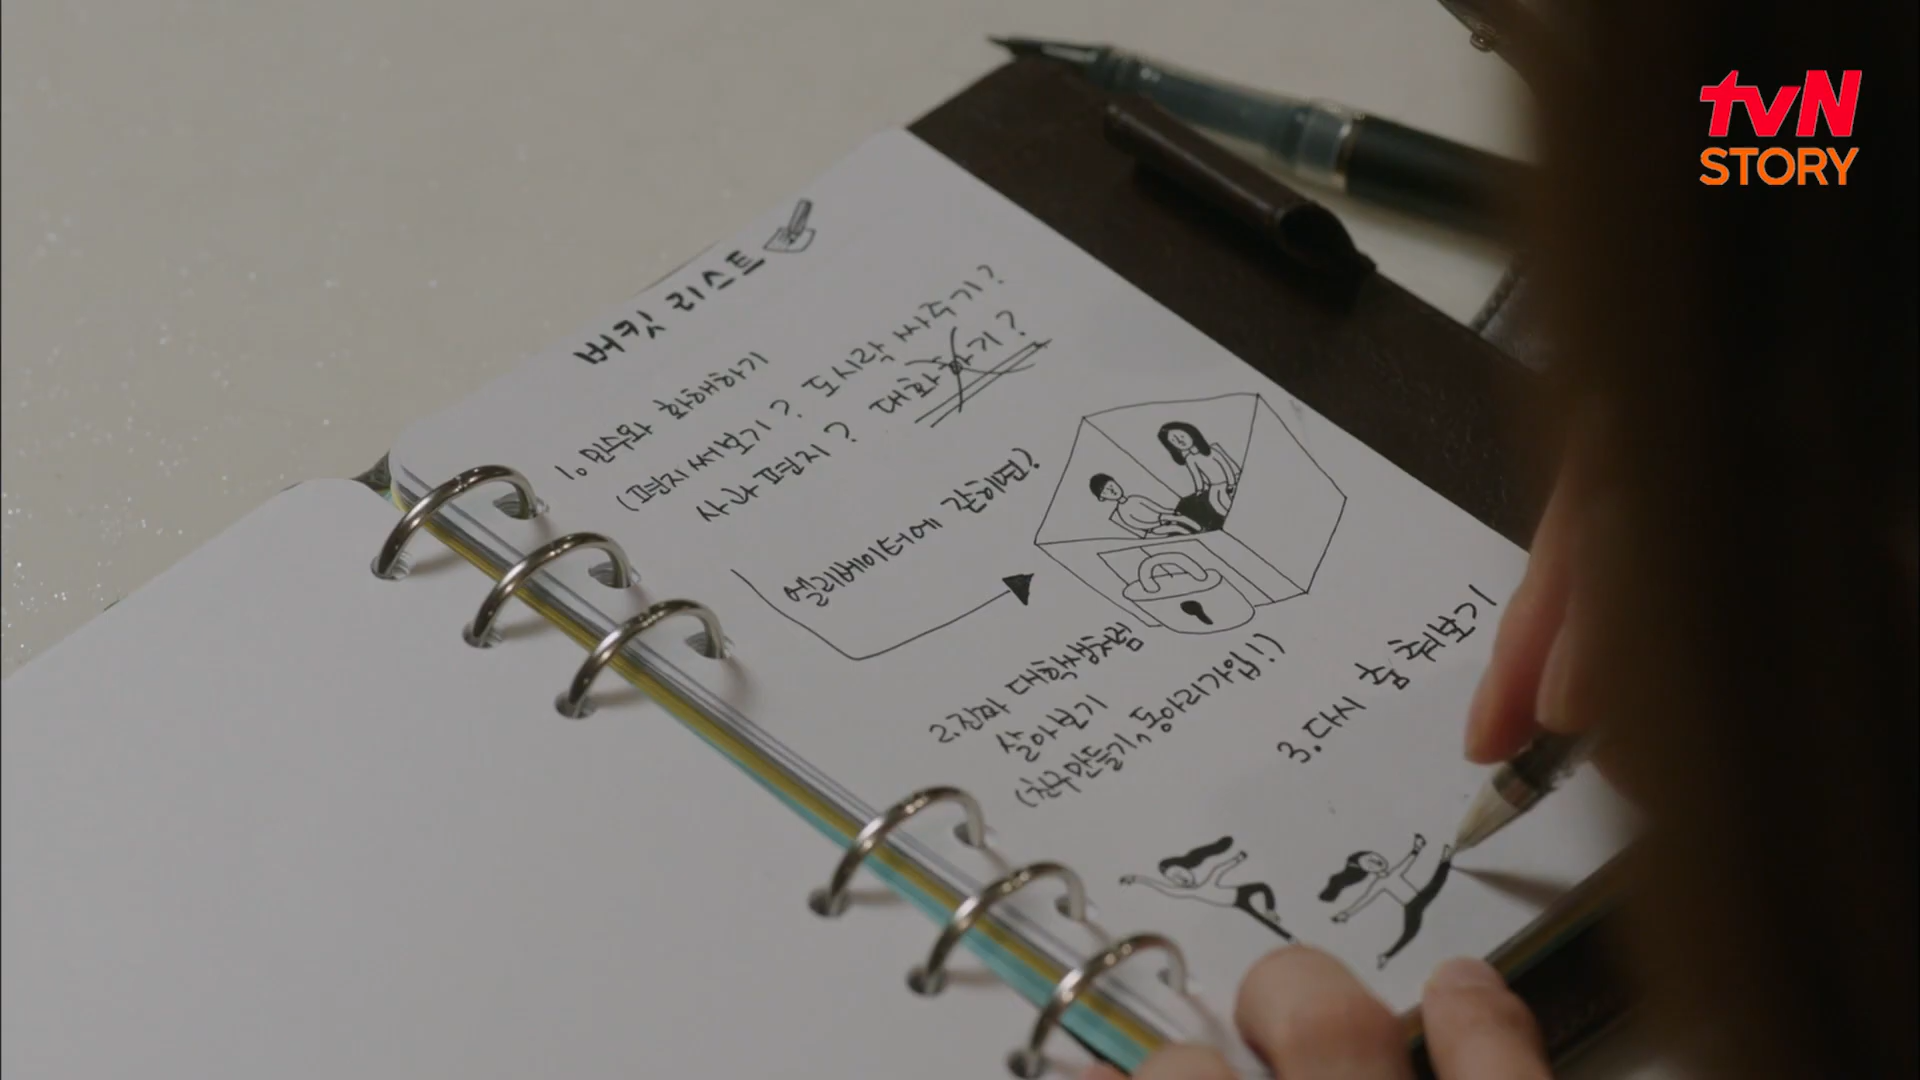 버킷 리스트
1. 민수와 화해하기
(편지써보기? 도시락 싸주기?
사과편지? 대화하기?
엘리베이터에 갇히면?
2. 진짜 대학생처럼
살아보기
(친구만들기, 동아리가입!)
3. 다시 춤 춰보기
tvN
STORY